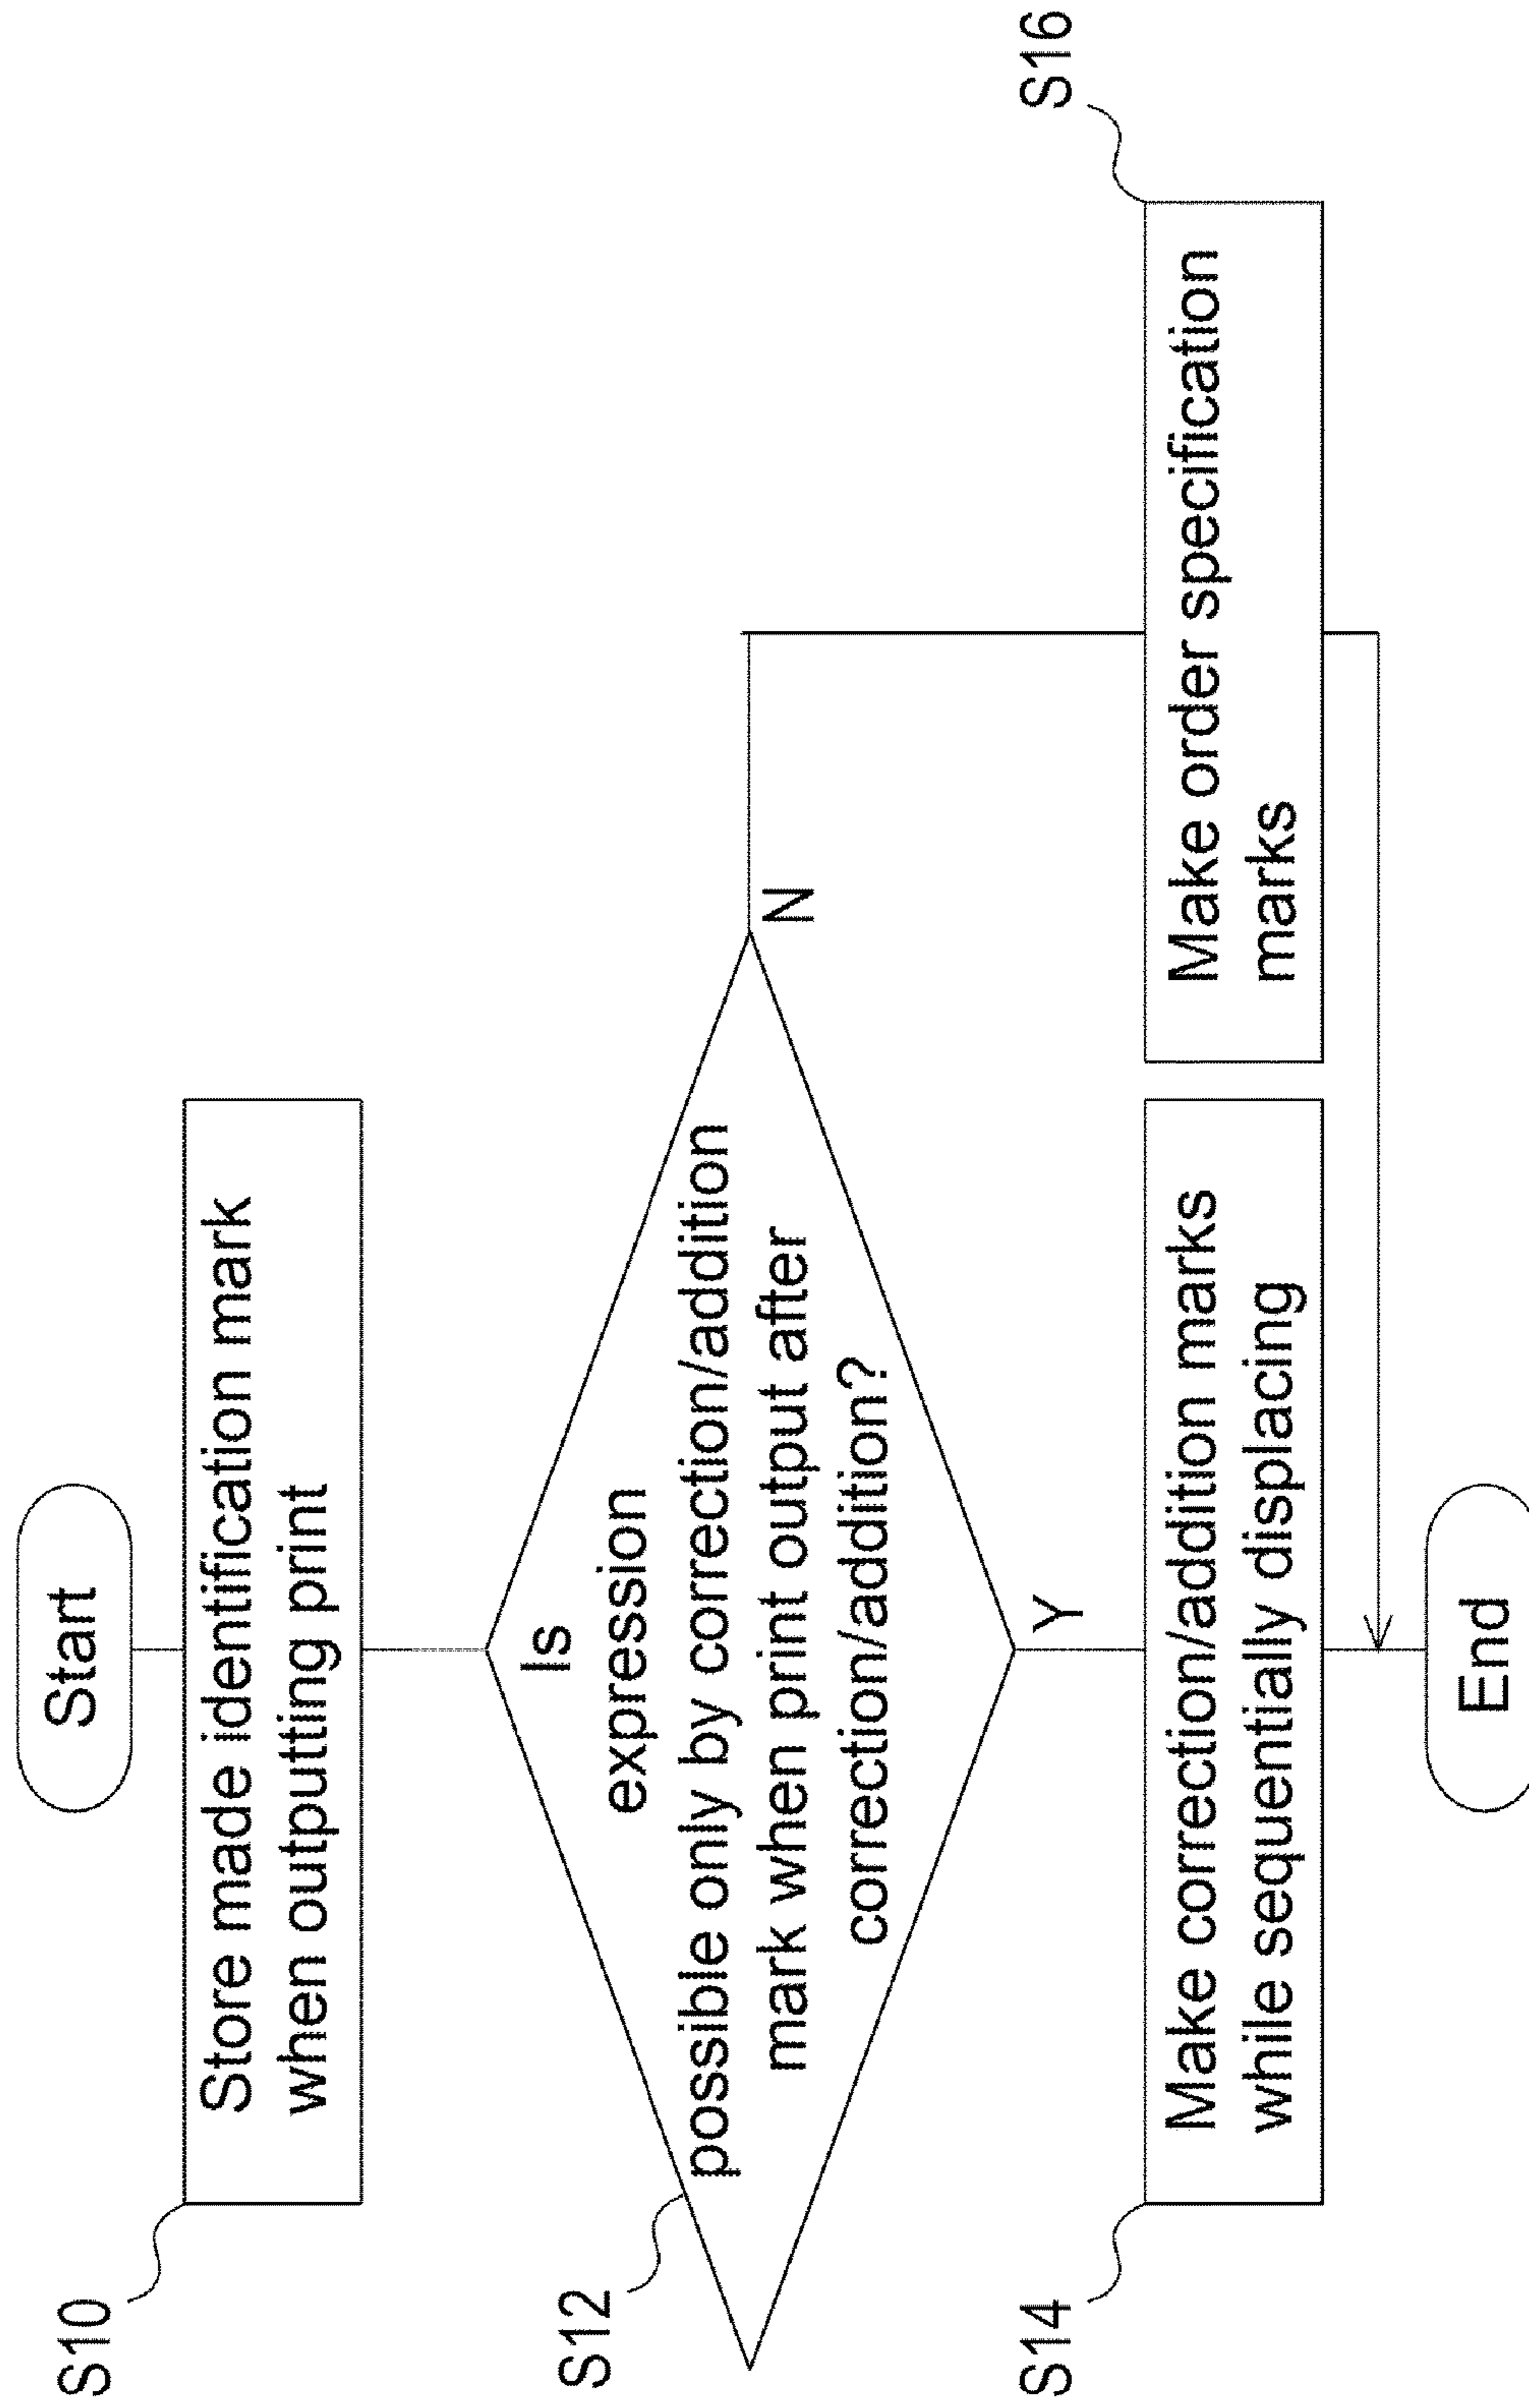 Start
S10
Store made identification mark
when outputting print
S12
Is
expression
possible only by correction/addition
mark when print output after
correction/addition?
N
Y
S14
Make correction/addition marks
while sequentially displacing
S16
Make order specification
marks
End